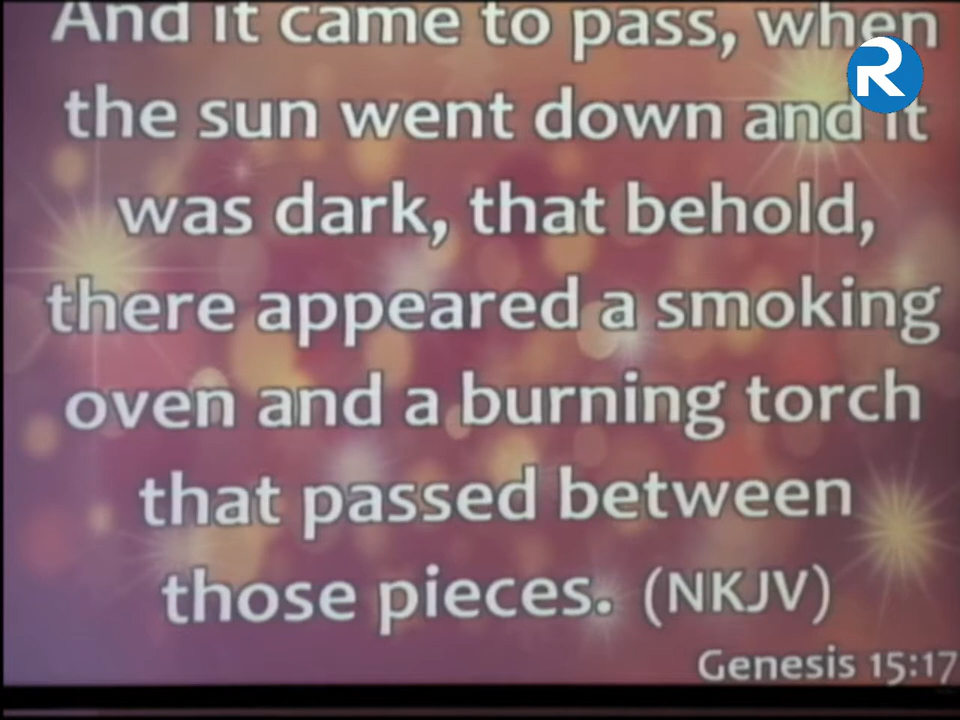 And it came to pass, when
the sun went down and it
was dark, that behold,
there appeared a smoking
oven and a burning torch
that passed between
those pieces. (NKJV)
Genesis 15:17
R